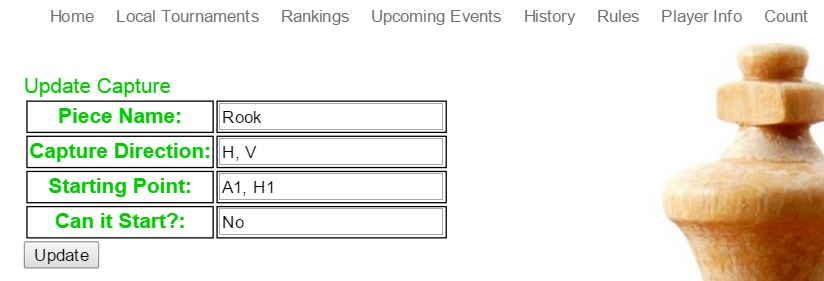 Home Local Tournaments Rankings Upcoming Events History Rules Player Info Count
Update Capture
Piece Name: Rook
Capture Direction: H, V
Starting Point: A1, H1
Can it Start?: No
Update